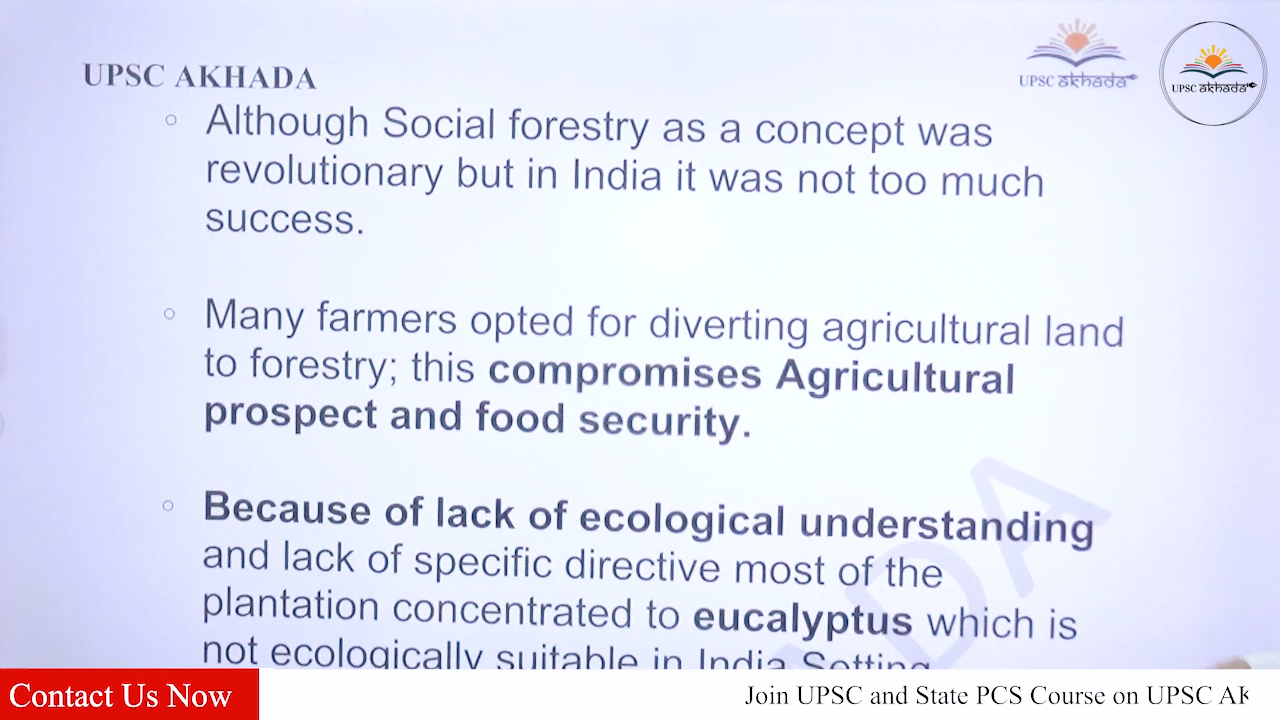 UPSC AKHADA
UPSC akhada
UPSC akhada
◦ Although Social forestry as a concept was
revolutionary but in India it was not too much
success.
◦ Many farmers opted for diverting agricultural land
to forestry; this compromises Agricultural
prospect and food security.
◦ Because of lack of ecological understanding
and lack of specific directive most of the
plantation concentrated to eucalyptus which is
not ecologically suitable in India Setting
Contact Us Now
Join UPSC and State PCS Course on UPSC AK